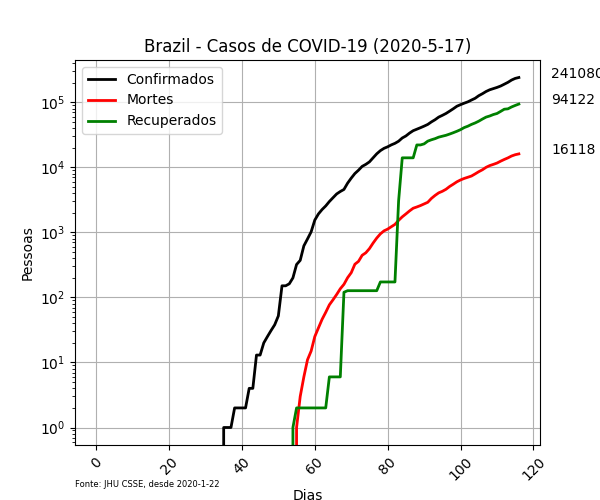 Brazil - Casos de COVID-19 (2020-5-17)
Confirmados
Mortes
Recuperados
241080
94122
16118
Pessoas
10⁵
10⁴
10³
10²
10¹
10⁰
0 20 40 60 80 100 120
Dias
Fonte: JHU CSSE, desde 2020-1-22